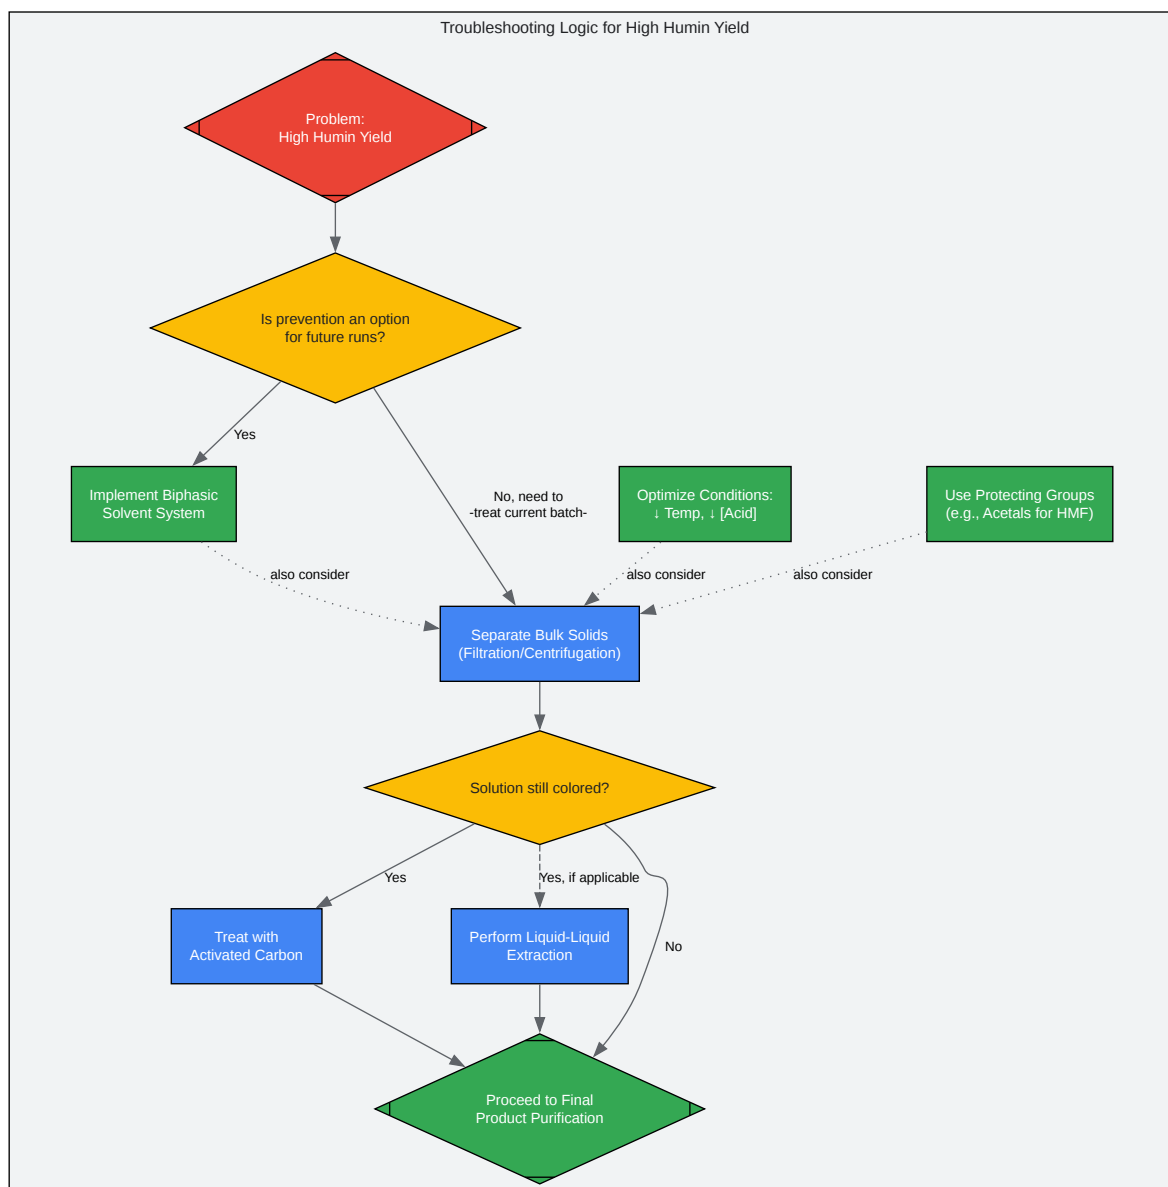 Troubleshooting Logic for High Humin Yield
Problem:
High Humin Yield
Is prevention an option
for future runs?
Yes
Implement Biphasic
Solvent System
No, need to
-treat current batch-
Optimize Conditions:
↓ Temp, ↓ [Acid]
Use Protecting Groups
(e.g., Acetals for HMF)
also consider
also consider
also consider
Separate Bulk Solids
(Filtration/Centrifugation)
Solution still colored?
Yes
Yes, if applicable
No
Treat with
Activated Carbon
Perform Liquid-Liquid
Extraction
Proceed to Final
Product Purification